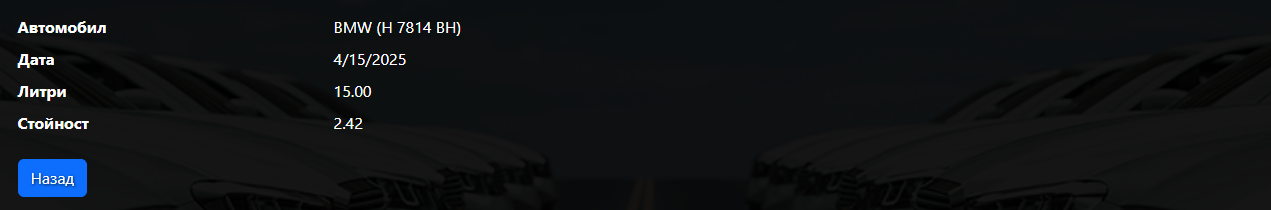 Автомобил BMW (H 7814 BH)
Дата 4/15/2025
Литри 15.00
Стойност 2.42
Назад